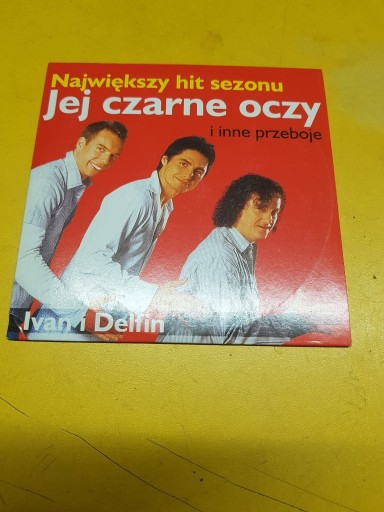 Największy hit sezonu
Jej czarne oczy
i inne przeboje
Ivan i Delfin